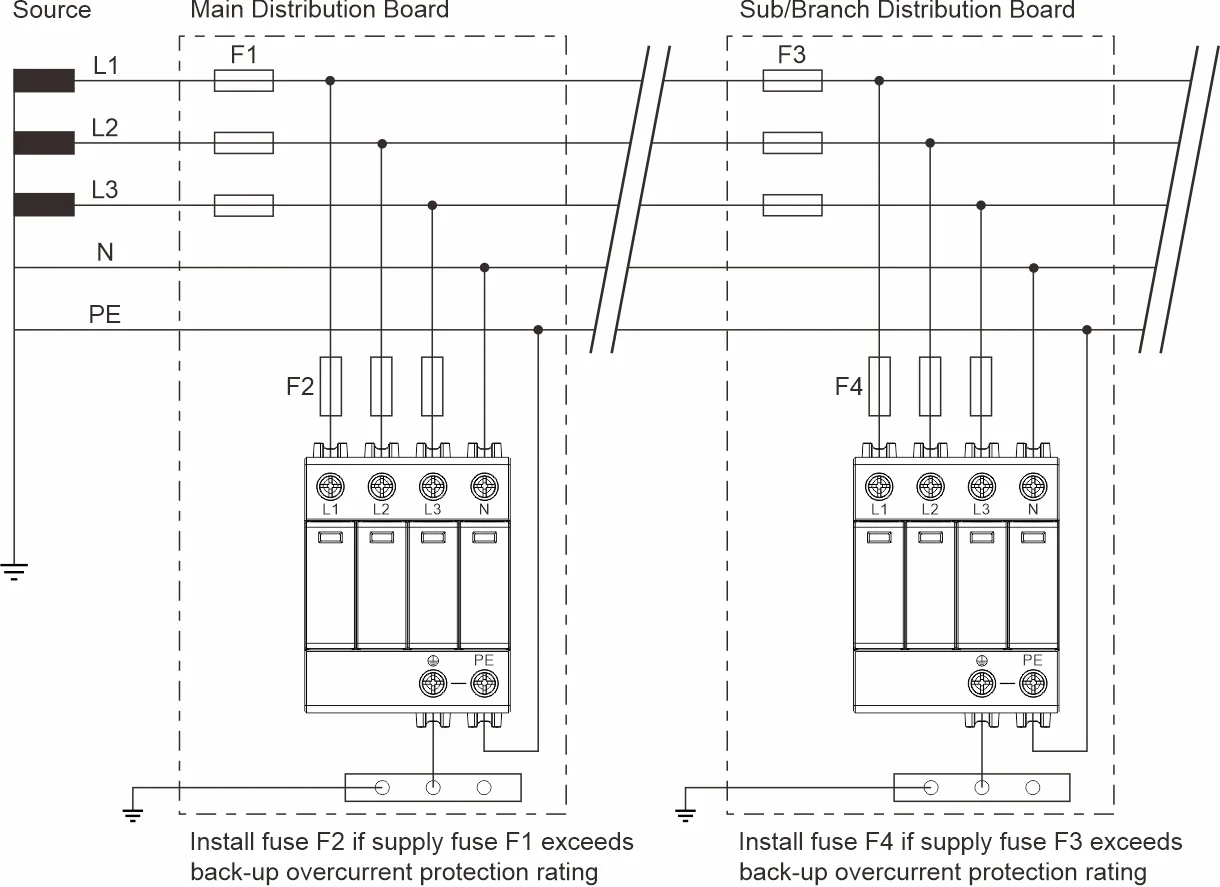 Source
Main Distribution Board
Sub/Branch Distribution Board
F1
F3
L1
L2
L3
N
PE
F2
F4
L1 L2 L3 N
L1 L2 L3 N
PE
PE
Install fuse F2 if supply fuse F1 exceeds
back-up overcurrent protection rating
Install fuse F4 if supply fuse F3 exceeds
back-up overcurrent protection rating